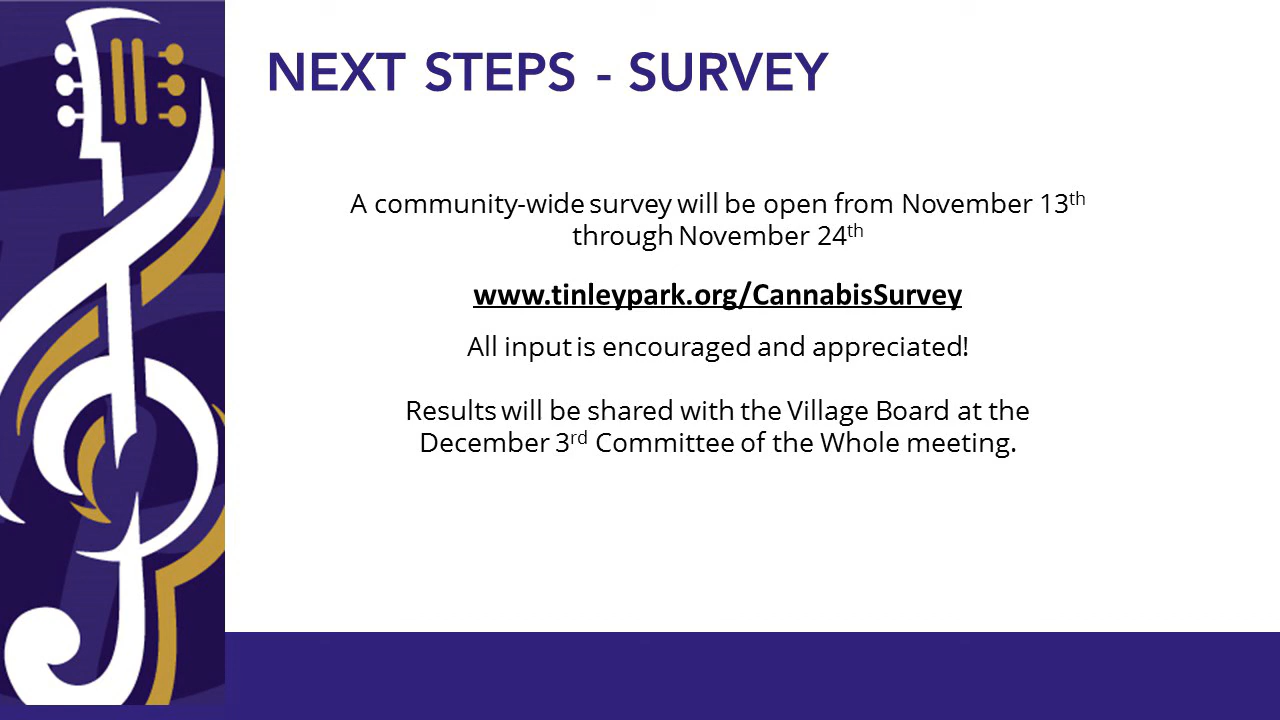 NEXT STEPS - SURVEY
A community-wide survey will be open from November 13th
through November 24th
www.tinleypark.org/CannabisSurvey
All input is encouraged and appreciated!
Results will be shared with the Village Board at the
December 3rd Committee of the Whole meeting.